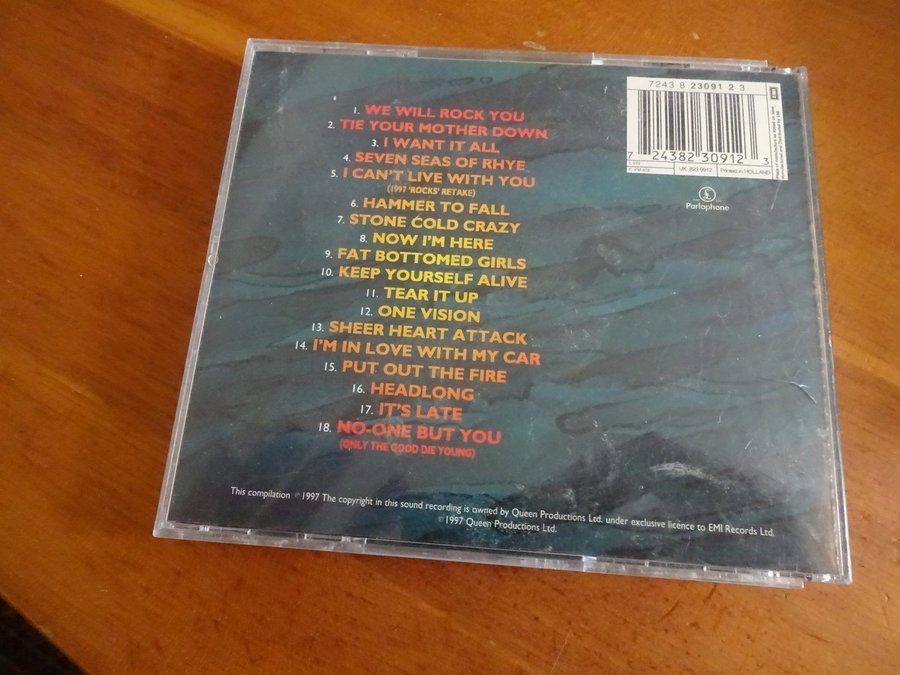 1. WE WILL ROCK YOU
2. TIE YOUR MOTHER DOWN
3. I WANT IT ALL
4. SEVEN SEAS OF RHYE
5. I CAN'T LIVE WITH YOU
(1997 'ROCKS' RETAKE)
6. HAMMER TO FALL
7. STONE COLD CRAZY
8. NOW I'M HERE
9. FAT BOTTOMED GIRLS
10. KEEP YOURSELF ALIVE
11. TEAR IT UP
12. ONE VISION
13. SHEER HEART ATTACK
14. I'M IN LOVE WITH MY CAR
15. PUT OUT THE FIRE
16. HEADLONG
17. IT'S LATE
18. NO-ONE BUT YOU
(ONLY THE GOOD DIE YOUNG)
7243 8 23091 2 3
7 24382 30912 3
UK: 823 0912
Printed in HOLLAND
Parlophone
This compilation ℗ 1997 The copyright in this sound recording is owned by Queen Productions Ltd. under exclusive licence to EMI Records Ltd.
© 1997 Queen Productions Ltd.